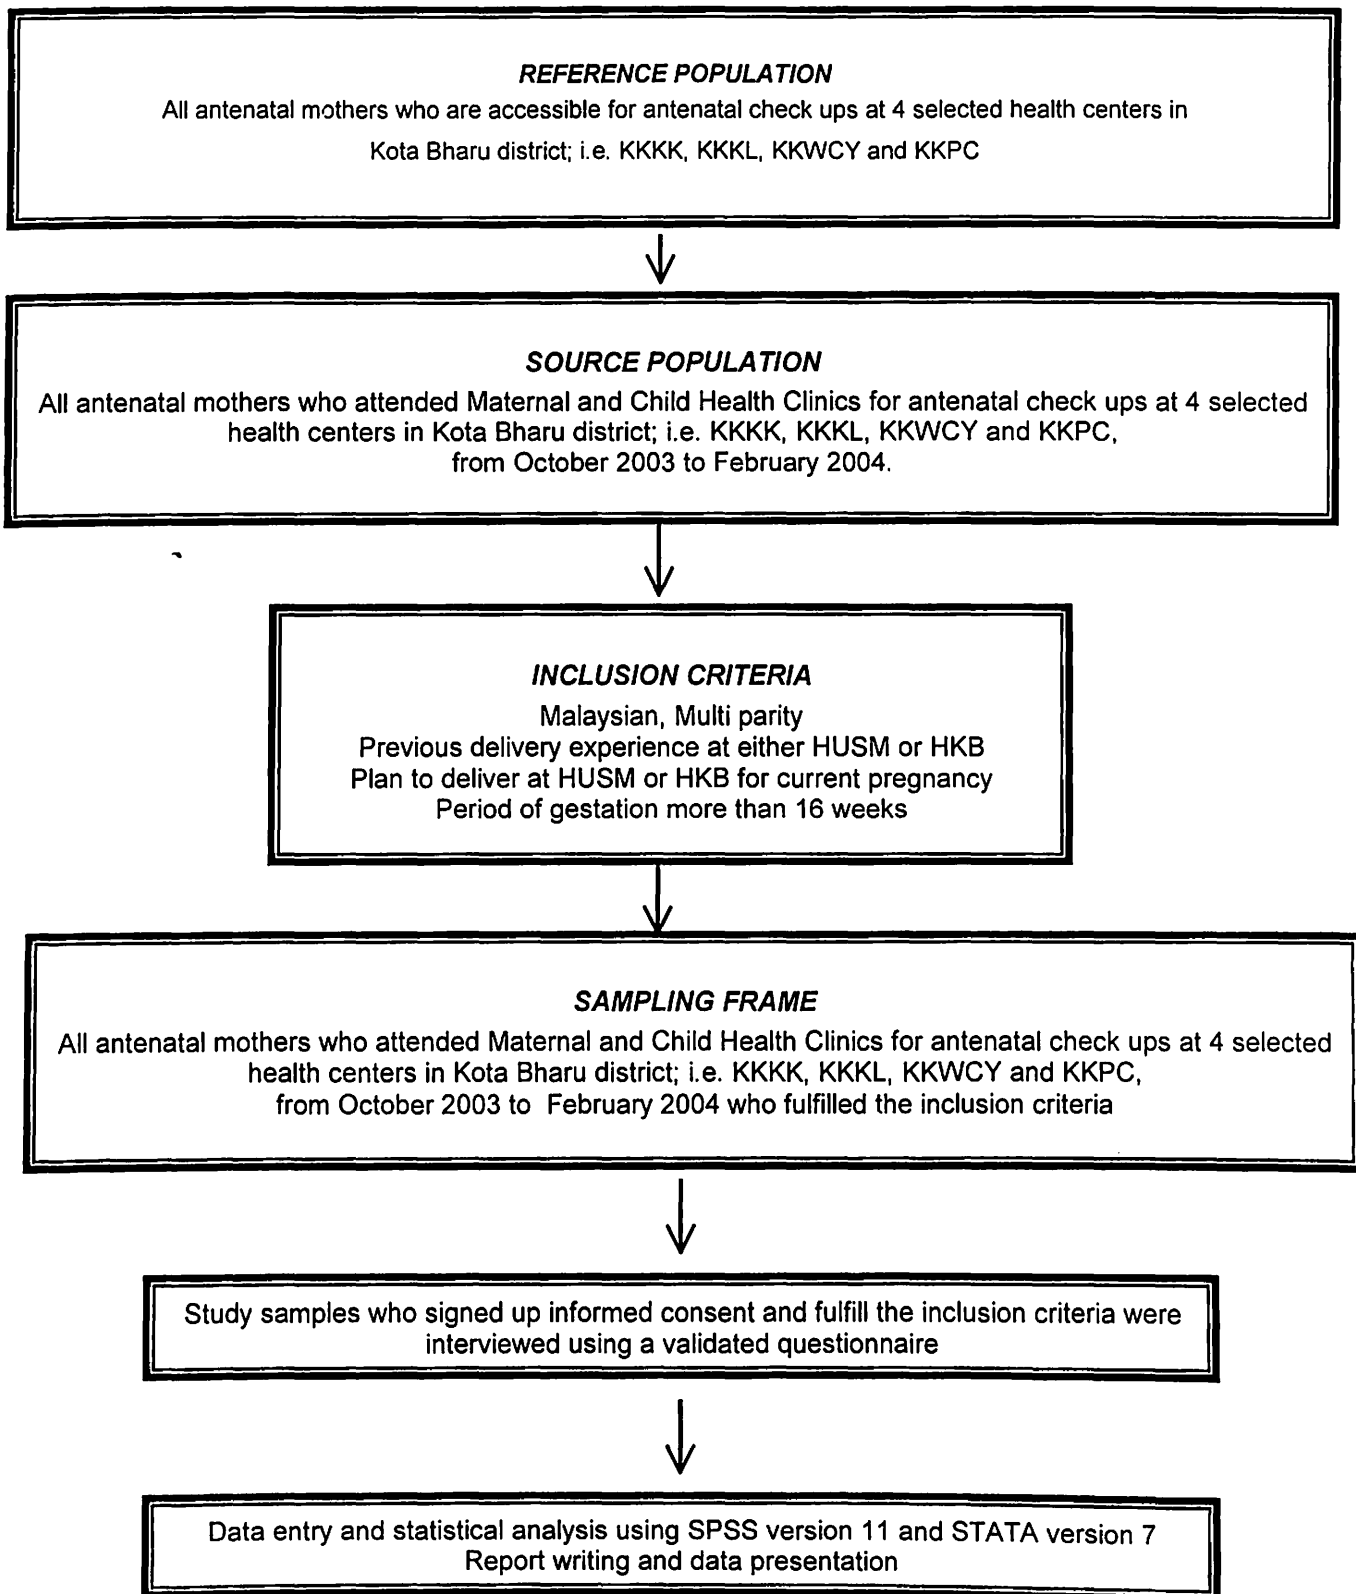 REFERENCE POPULATION
All antenatal mothers who are accessible for antenatal check ups at 4 selected health centers in
Kota Bharu district; i.e. KKKK, KKKL, KKWCY and KKPC
SOURCE POPULATION
All antenatal mothers who attended Maternal and Child Health Clinics for antenatal check ups at 4 selected
health centers in Kota Bharu district; i.e. KKKK, KKKL, KKWCY and KKPC,
from October 2003 to February 2004.
INCLUSION CRITERIA
Malaysian, Multi parity
Previous delivery experience at either HUSM or HKB
Plan to deliver at HUSM or HKB for current pregnancy
Period of gestation more than 16 weeks
SAMPLING FRAME
All antenatal mothers who attended Maternal and Child Health Clinics for antenatal check ups at 4 selected
health centers in Kota Bharu district; i.e. KKKK, KKKL, KKWCY and KKPC,
from October 2003 to February 2004 who fulfilled the inclusion criteria
Study samples who signed up informed consent and fulfill the inclusion criteria were
interviewed using a validated questionnaire
Data entry and statistical analysis using SPSS version 11 and STATA version 7
Report writing and data presentation